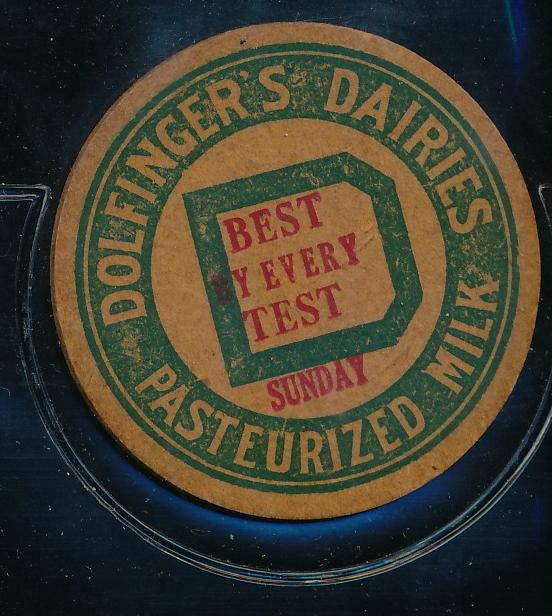 DOLFINGER'S DAIRIES
BEST
BY EVERY
TEST
SUNDAY
PASTEURIZED MILK